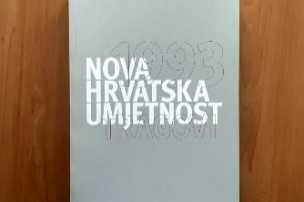 1993
NOVA
HRVATSKA
UMJETNOST
TRAGOVI